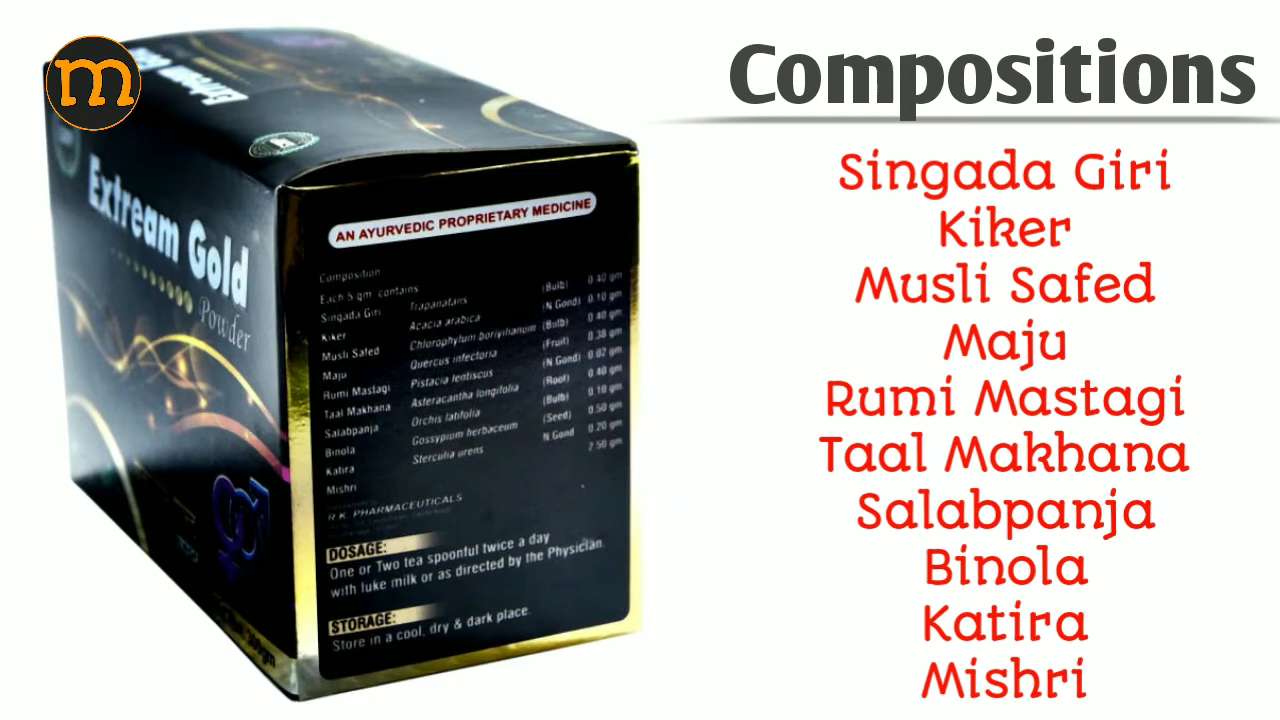 m
Compositions
Singada Giri
Kiker
Musli Safed
Maju
Rumi Mastagi
Taal Makhana
Salabpanja
Binola
Katira
Mishri
Extream
Extream Gold
Powder
AN AYURVEDIC PROPRIETARY MEDICINE
Composition
Each 5 gm contains
Singada Giri Trapanatans (Bulb) 0.40 gm
Kiker Acacia arabica (N.Gond) 0.10 gm
Musli Safed Chlorophytum boriyihanum (Bulb) 0.40 gm
Maju Quercus infectoria (Fruit) 0.38 gm
Rumi Mastagi Pistacia lentiscus (N.Gond) 0.02 gm
Taal Makhana Asteracantha longifolia (Root) 0.40 gm
Salabpanja Orchis latifolia (Bulb) 0.10 gm
Binola Gossypium herbaceum (Seed) 0.50 gm
Katira Sterculia urens N.Gond 0.20 gm
Mishri 2.50 gm
R.K. PHARMACEUTICALS
DOSAGE:
One or Two tea spoonful twice a day
with luke milk or as directed by the Physician.
STORAGE:
Store in a cool, dry & dark place.